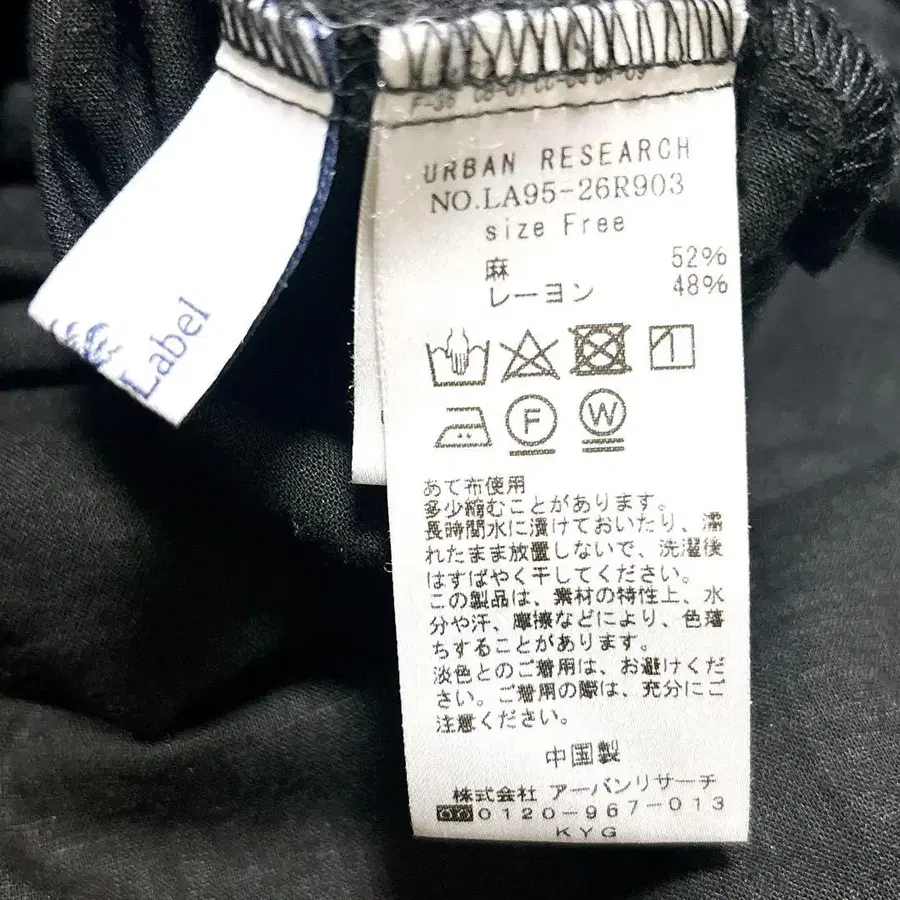 Label
URBAN RESEARCH
NO.LA95-26R903
size Free
麻 52%
レーヨン 48%
F W
あて布使用
多少縮むことがあります。
長時間水に漬けておいたり、濡
れたまま放置しないで、洗濯後
はすばやく干してください。
この製品は、素材の特性上、水
分や汗、摩擦などにより、色落
ちすることがあります。
淡色とのご着用は、お避けくだ
さい。ご着用の際は、充分にご
注意ください。
中国製
株式会社 アーバンリサーチ
0120-967-013
KYG